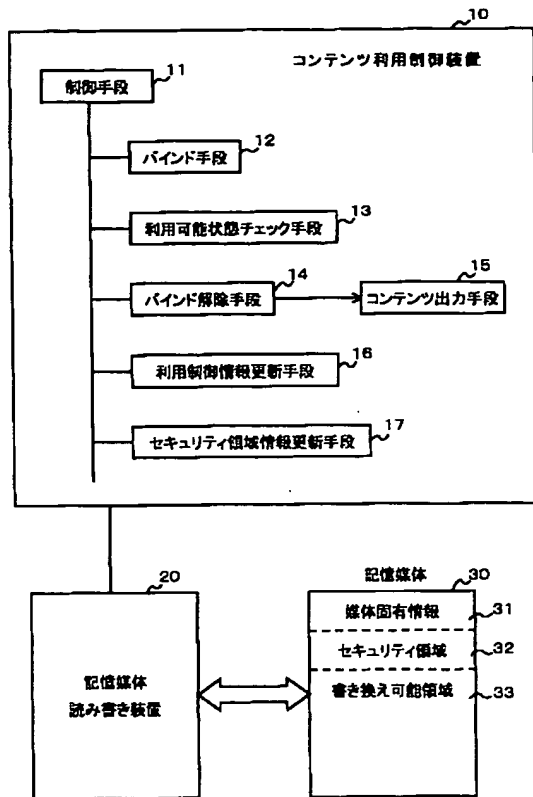 10
コンテンツ利用制御装置
11
制御手段
12
バインド手段
13
利用可能状態チェック手段
14
バインド解除手段
15
コンテンツ出力手段
16
利用制御情報更新手段
17
セキュリティ領域情報更新手段
20
記憶媒体
読み書き装置
記憶媒体
30
媒体固有情報
31
セキュリティ領域
32
書き換え可能領域
33